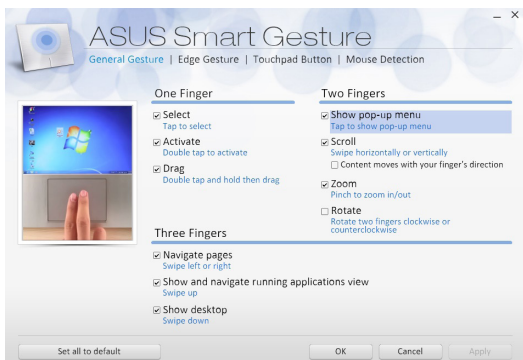 ASUS Smart Gesture
General Gesture | Edge Gesture | Touchpad Button | Mouse Detection
One Finger
Select
Tap to select
Activate
Double tap to activate
Drag
Double tap and hold then drag
Two Fingers
Show pop-up menu
Tap to show pop-up menu
Scroll
Swipe horizontally or vertically
Content moves with your finger's direction
Zoom
Pinch to zoom in/out
Rotate
Rotate two fingers clockwise or
counterclockwise
Three Fingers
Navigate pages
Swipe left or right
Show and navigate running applications view
Swipe up
Show desktop
Swipe down
Set all to default
OK
Cancel
Apply